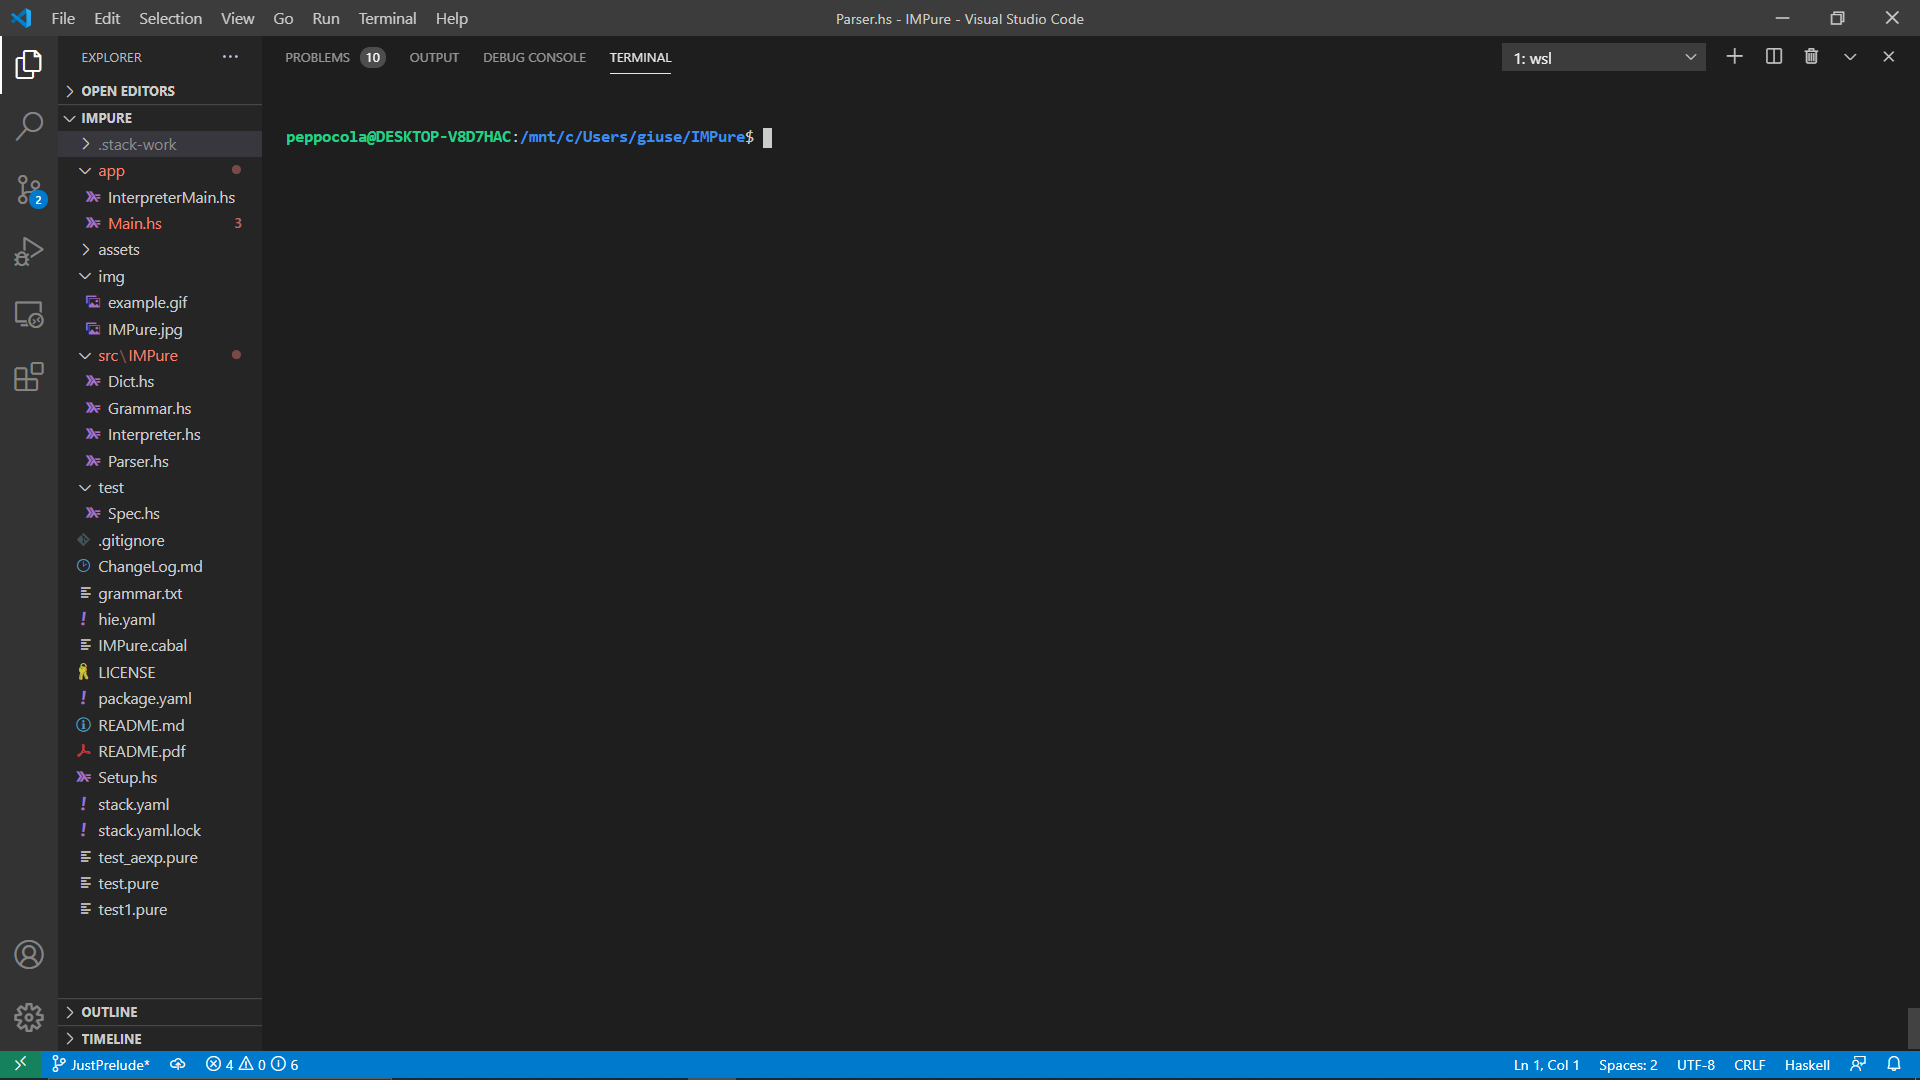 File Edit Selection View Go Run Terminal Help
Parser.hs - IMPure - Visual Studio Code
EXPLORER
PROBLEMS 10 OUTPUT DEBUG CONSOLE TERMINAL
1: wsl
OPEN EDITORS
IMPURE
peppocola@DESKTOP-V8D7HAC:/mnt/c/Users/giuse/IMPure$
.stack-work
app
InterpreterMain.hs
2
Main.hs 3
assets
img
example.gif
IMPure.jpg
src\IMPure
Dict.hs
Grammar.hs
Interpreter.hs
Parser.hs
test
Spec.hs
.gitignore
ChangeLog.md
grammar.txt
hie.yaml
IMPure.cabal
LICENSE
package.yaml
README.md
README.pdf
Setup.hs
stack.yaml
stack.yaml.lock
test_aexp.pure
test.pure
test1.pure
OUTLINE
TIMELINE
JustPrelude* 4 0 6
Ln 1, Col 1 Spaces: 2 UTF-8 CRLF Haskell